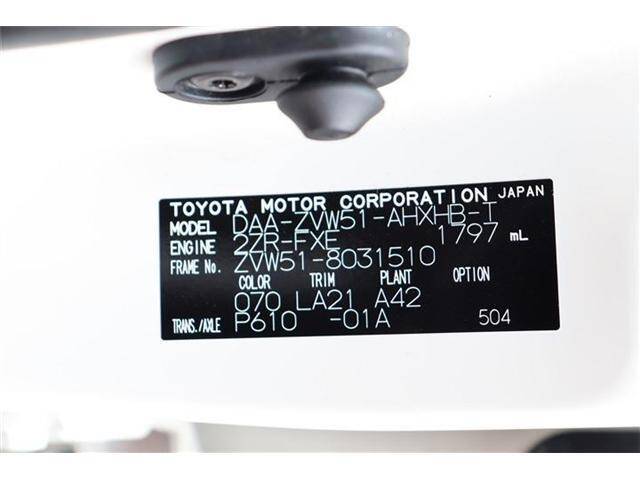 TOYOTA MOTOR CORPORATION JAPAN
MODEL DAA-ZVW51-AHXHB-T
ENGINE 2ZR-FXE 1797 mL
FRAME No. ZVW51-8031510
COLOR TRIM PLANT OPTION
070 LA21 A42
TRANS./AXLE P610 -01A 504